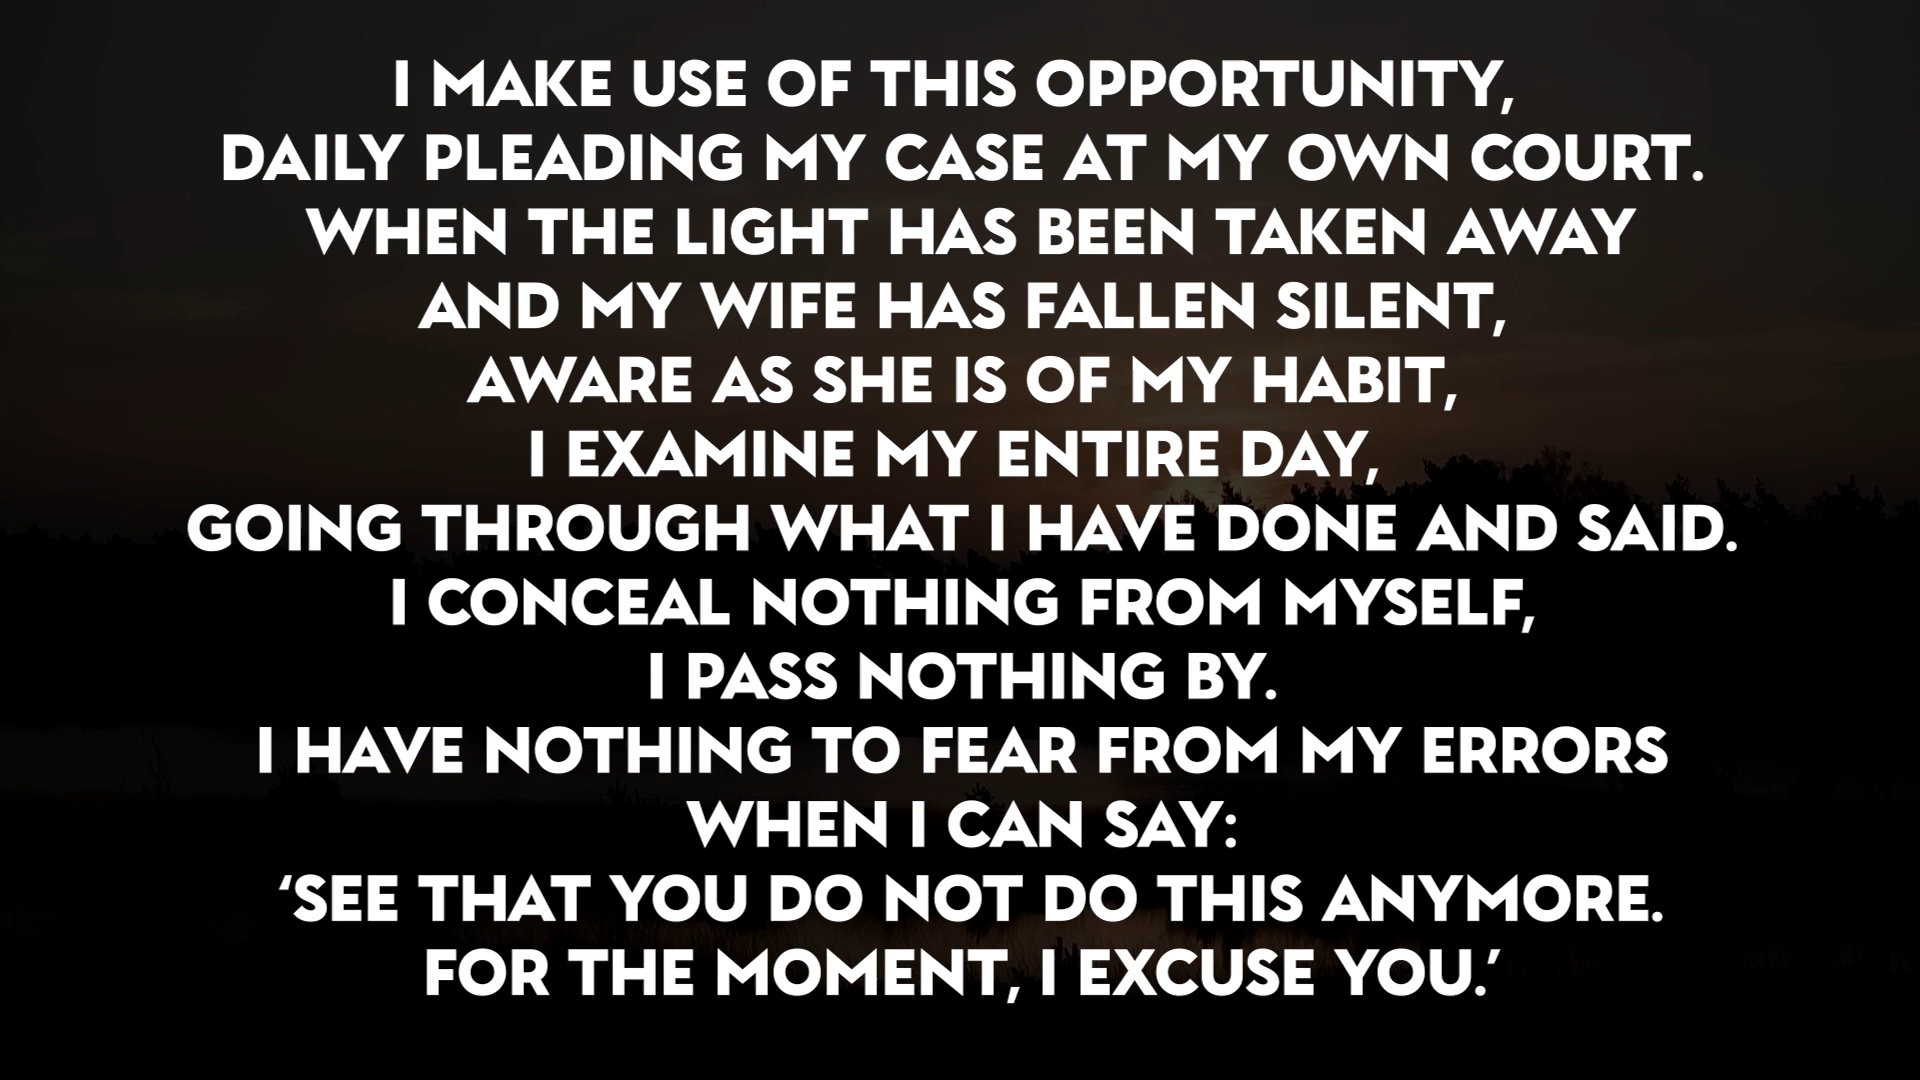 I MAKE USE OF THIS OPPORTUNITY,
DAILY PLEADING MY CASE AT MY OWN COURT.
WHEN THE LIGHT HAS BEEN TAKEN AWAY
AND MY WIFE HAS FALLEN SILENT,
AWARE AS SHE IS OF MY HABIT,
I EXAMINE MY ENTIRE DAY,
GOING THROUGH WHAT I HAVE DONE AND SAID.
I CONCEAL NOTHING FROM MYSELF,
I PASS NOTHING BY.
I HAVE NOTHING TO FEAR FROM MY ERRORS
WHEN I CAN SAY:
‘SEE THAT YOU DO NOT DO THIS ANYMORE.
FOR THE MOMENT, I EXCUSE YOU.’